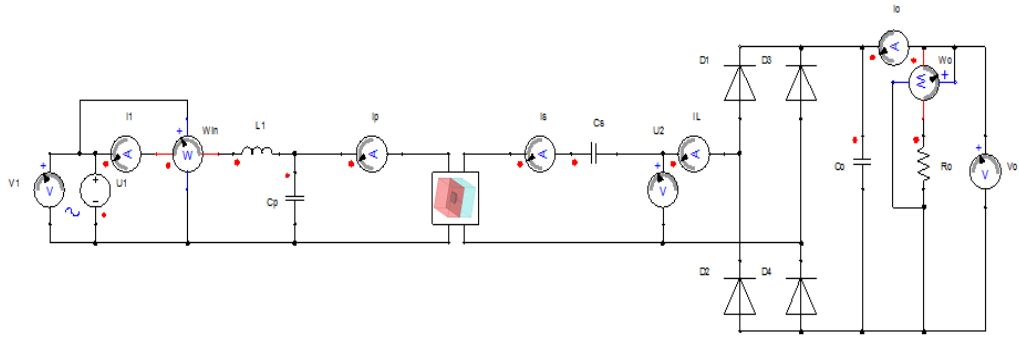 Io
D1
D3
A
Wo
+
W
I1
Win
L1
Ip
Is
Cs
U2
IL
+
A
W
A
A
+
A
V1
+
V
U1
+
−
Cp
V
Co
Ro
+
V
Vo
D2
D4